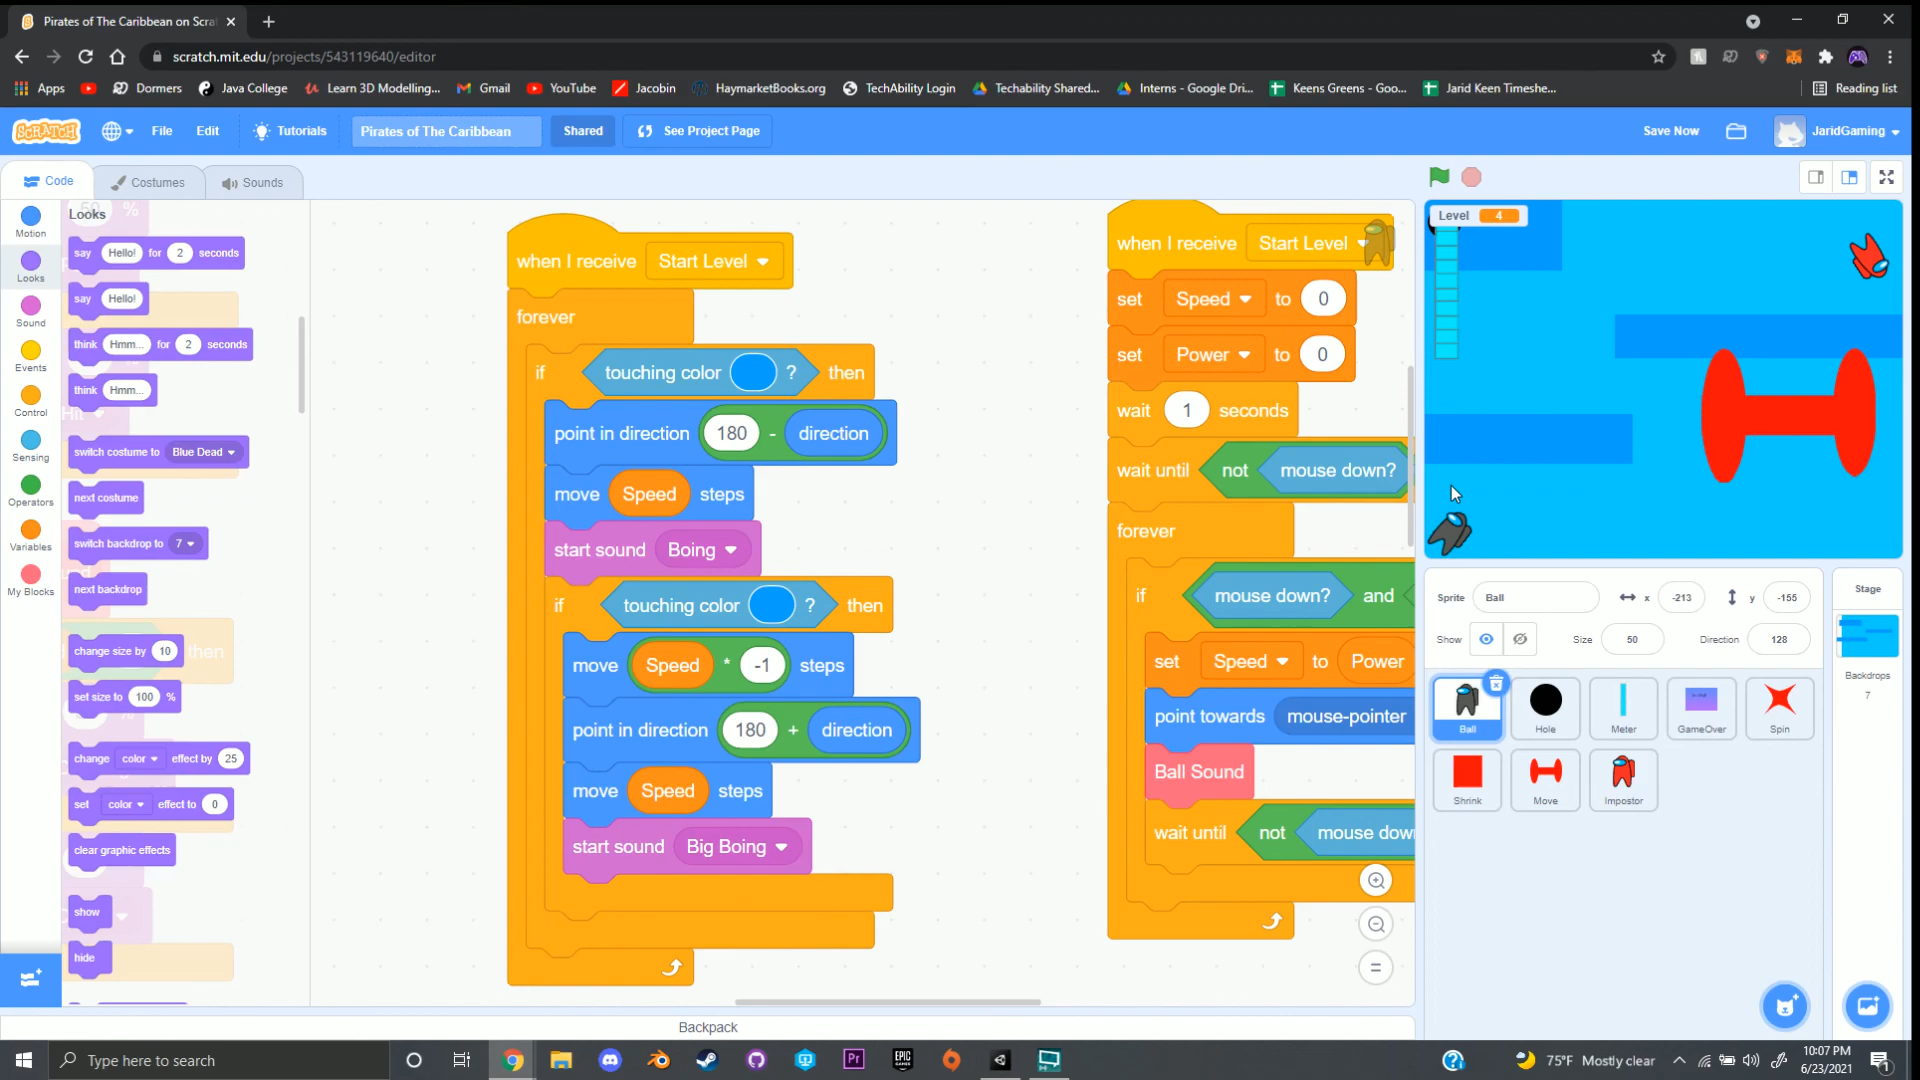 Pirates of The Caribbean on Scra
scratch.mit.edu/projects/543119640/editor
Apps Dormers Java College Learn 3D Modelling... Gmail YouTube Jacobin HaymarketBooks.org TechAbility Login Techability Shared... Interns - Google Dri... Keens Greens - Goo... Jarid Keen Timeshe... Reading list
SCRATCH File Edit Tutorials Pirates of The Caribbean Shared See Project Page Save Now JaridGaming
Code Costumes Sounds
Motion
Looks
Sound
Events
Control
Sensing
Operators
Variables
My Blocks
Looks
say Hello! for 2 seconds
say Hello!
think Hmm... for 2 seconds
think Hmm...
switch costume to Blue Dead
next costume
switch backdrop to 7
next backdrop
change size by 10
then
set size to 100 %
change color effect by 25
set color effect to 0
clear graphic effects
show
hide
when I receive Start Level
forever
if touching color ? then
point in direction 180 - direction
move Speed steps
start sound Boing
if touching color ? then
move Speed * -1 steps
point in direction 180 + direction
move Speed steps
start sound Big Boing
when I receive Start Level
set Speed to 0
set Power to 0
wait 1 seconds
wait until not mouse down?
forever
if mouse down? and
set Speed to Power
point towards mouse-pointer
Ball Sound
wait until not mouse dow
Level 4
Sprite Ball x -213 y -155
Show Size 50 Direction 128
Ball Hole Meter GameOver Spin
Shrink Move Impostor
Stage
Backdrops
7
Backpack
Type here to search
75°F Mostly clear
10:07 PM
6/23/2021